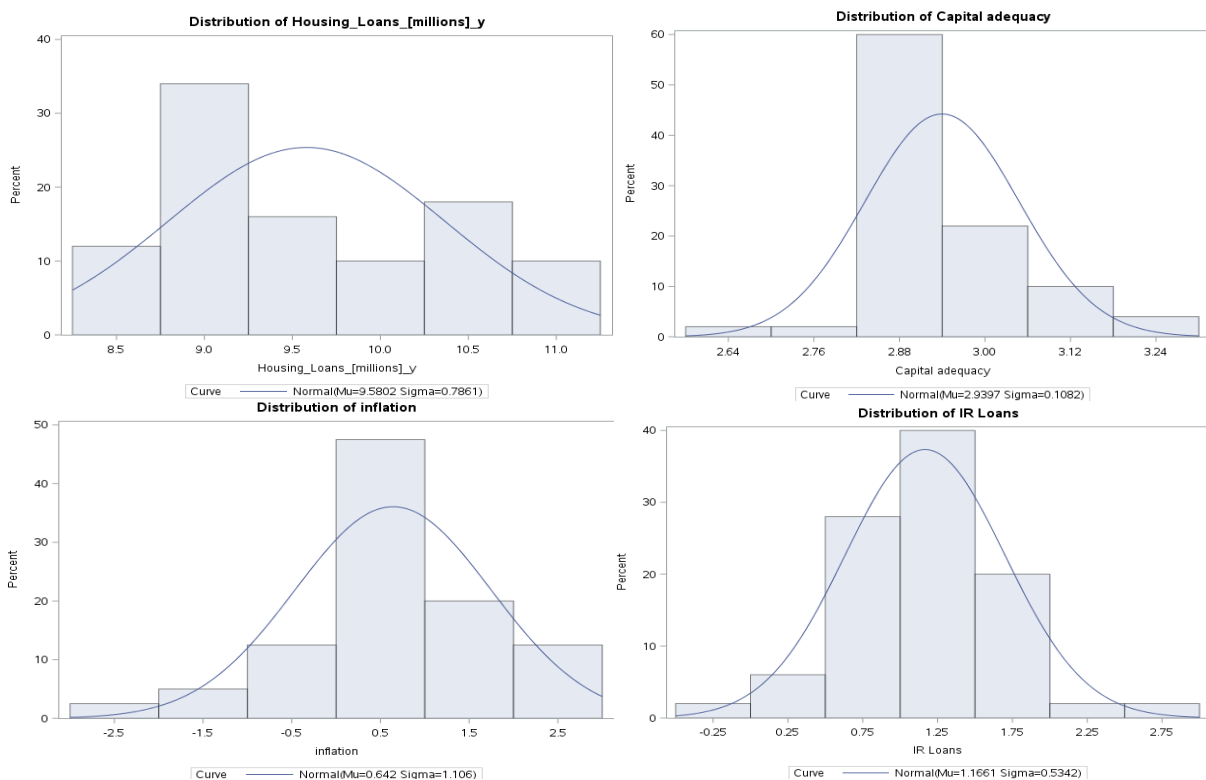 Distribution of Housing_Loans_[millions]_y
40
30
20
10
0
Percent
8.5 9.0 9.5 10.0 10.5 11.0
Housing_Loans_[millions]_y
Curve Normal(Mu=9.5802 Sigma=0.7861)
Distribution of Capital adequacy
60
50
40
30
20
10
0
Percent
2.64 2.76 2.88 3.00 3.12 3.24
Capital adequacy
Curve Normal(Mu=2.9397 Sigma=0.1082)
Distribution of inflation
50
40
30
20
10
0
Percent
-2.5 -1.5 -0.5 0.5 1.5 2.5
inflation
Curve Normal(Mu=0.642 Sigma=1.106)
Distribution of IR Loans
40
30
20
10
0
Percent
-0.25 0.25 0.75 1.25 1.75 2.25 2.75
IR Loans
Curve Normal(Mu=1.1661 Sigma=0.5342)